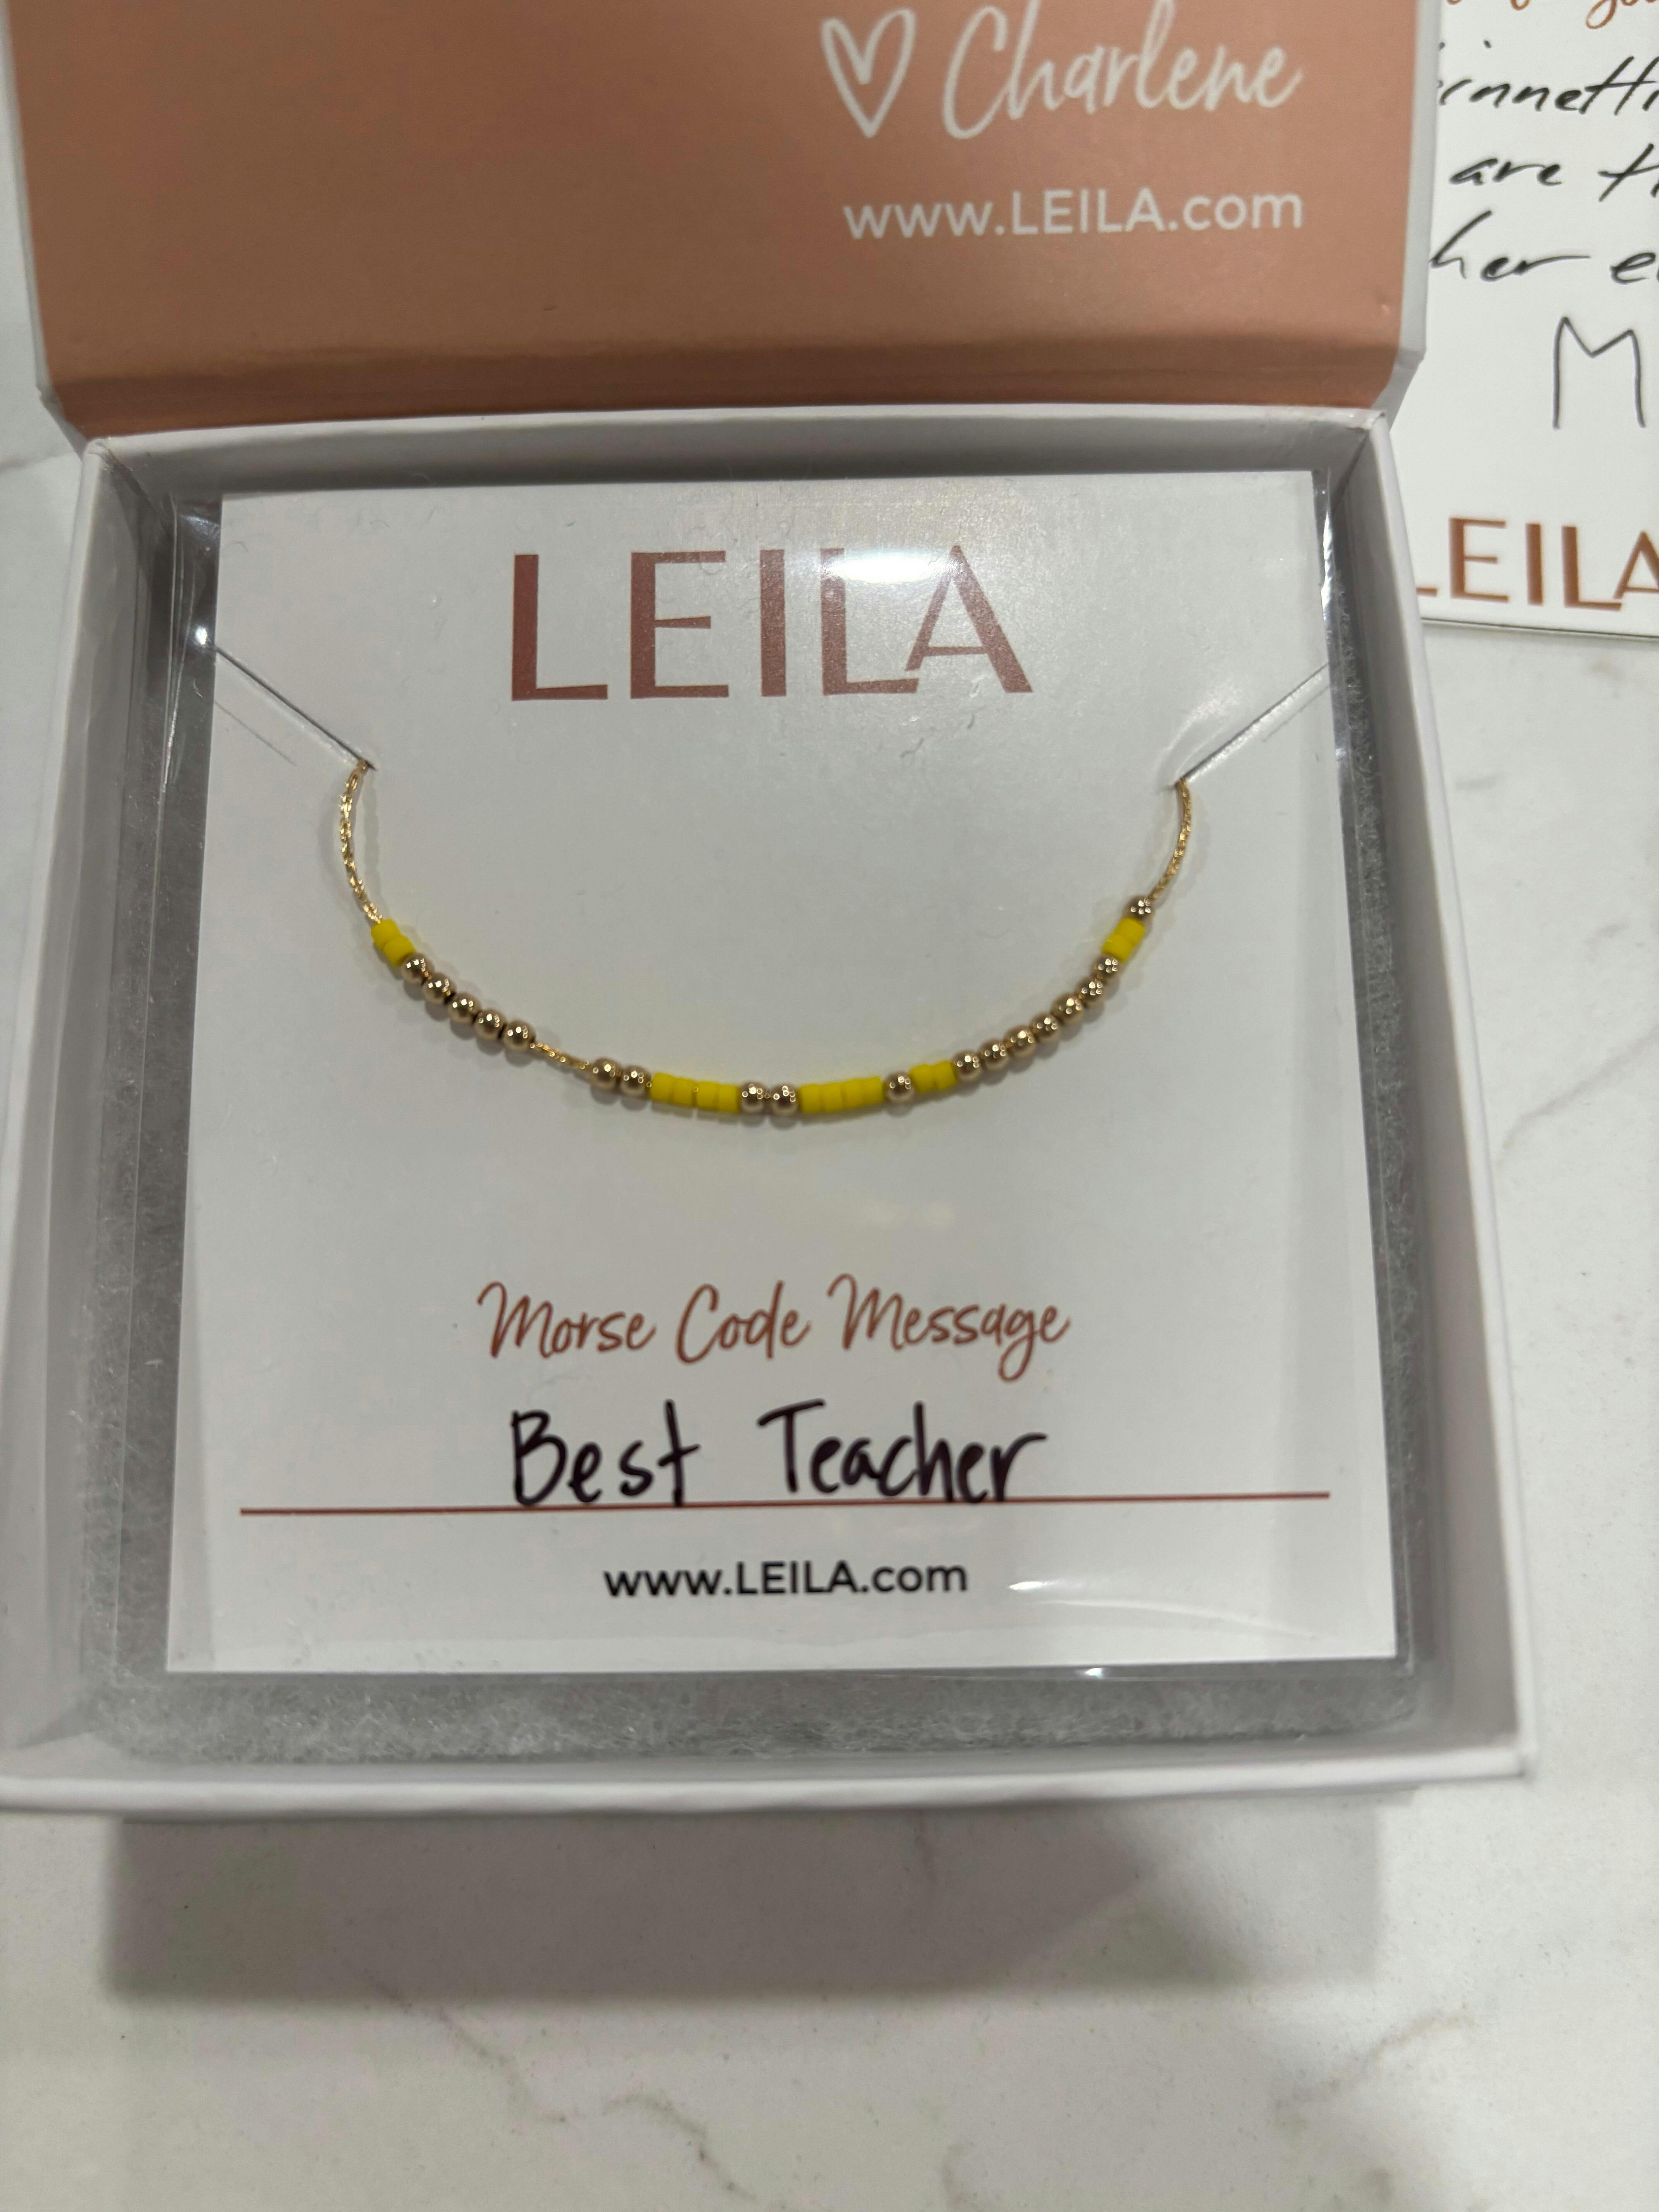 ♡ Charlene
www.LEILA.com
are
M
LEILA
LEILA
Morse Code Message
Best Teacher
www.LEILA.com